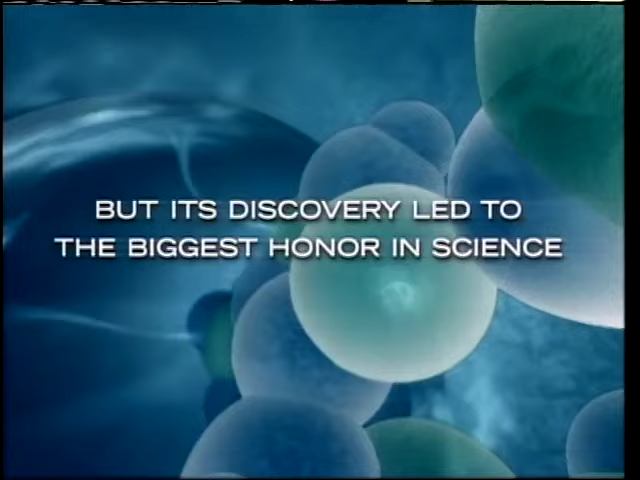 BUT ITS DISCOVERY LED TO
THE BIGGEST HONOR IN SCIENCE